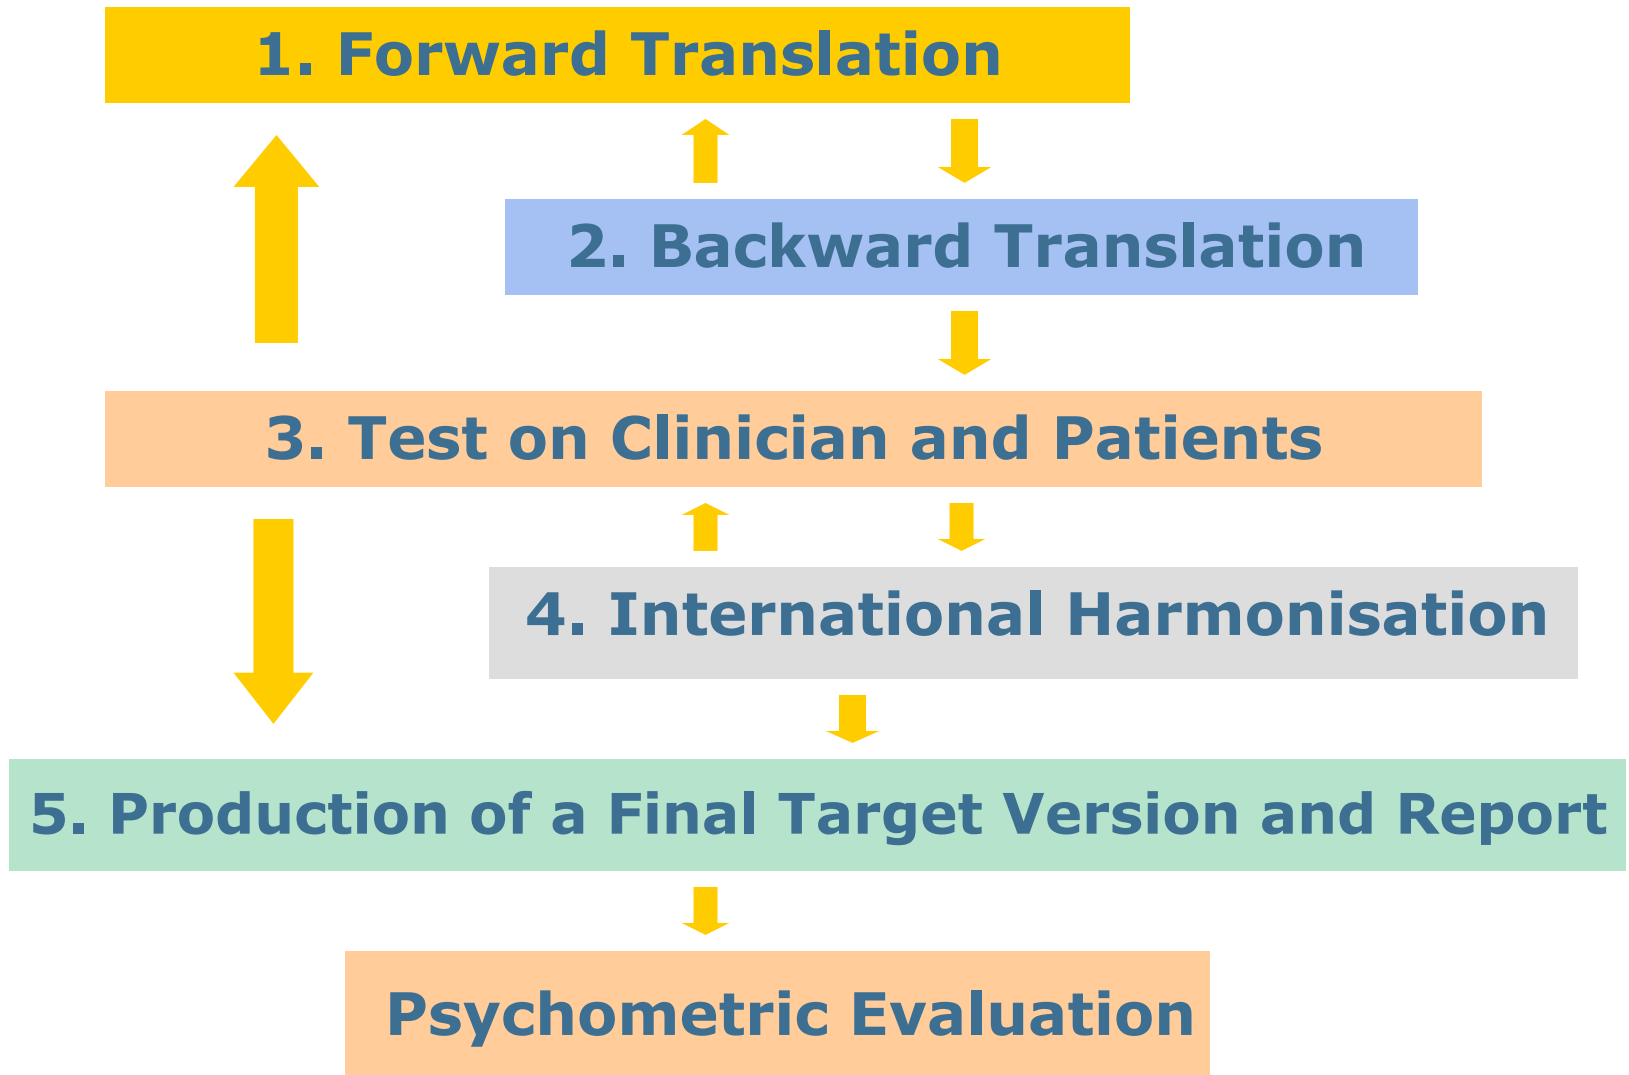 1. Forward Translation
2. Backward Translation
3. Test on Clinician and Patients
4. International Harmonisation
5. Production of a Final Target Version and Report
Psychometric Evaluation